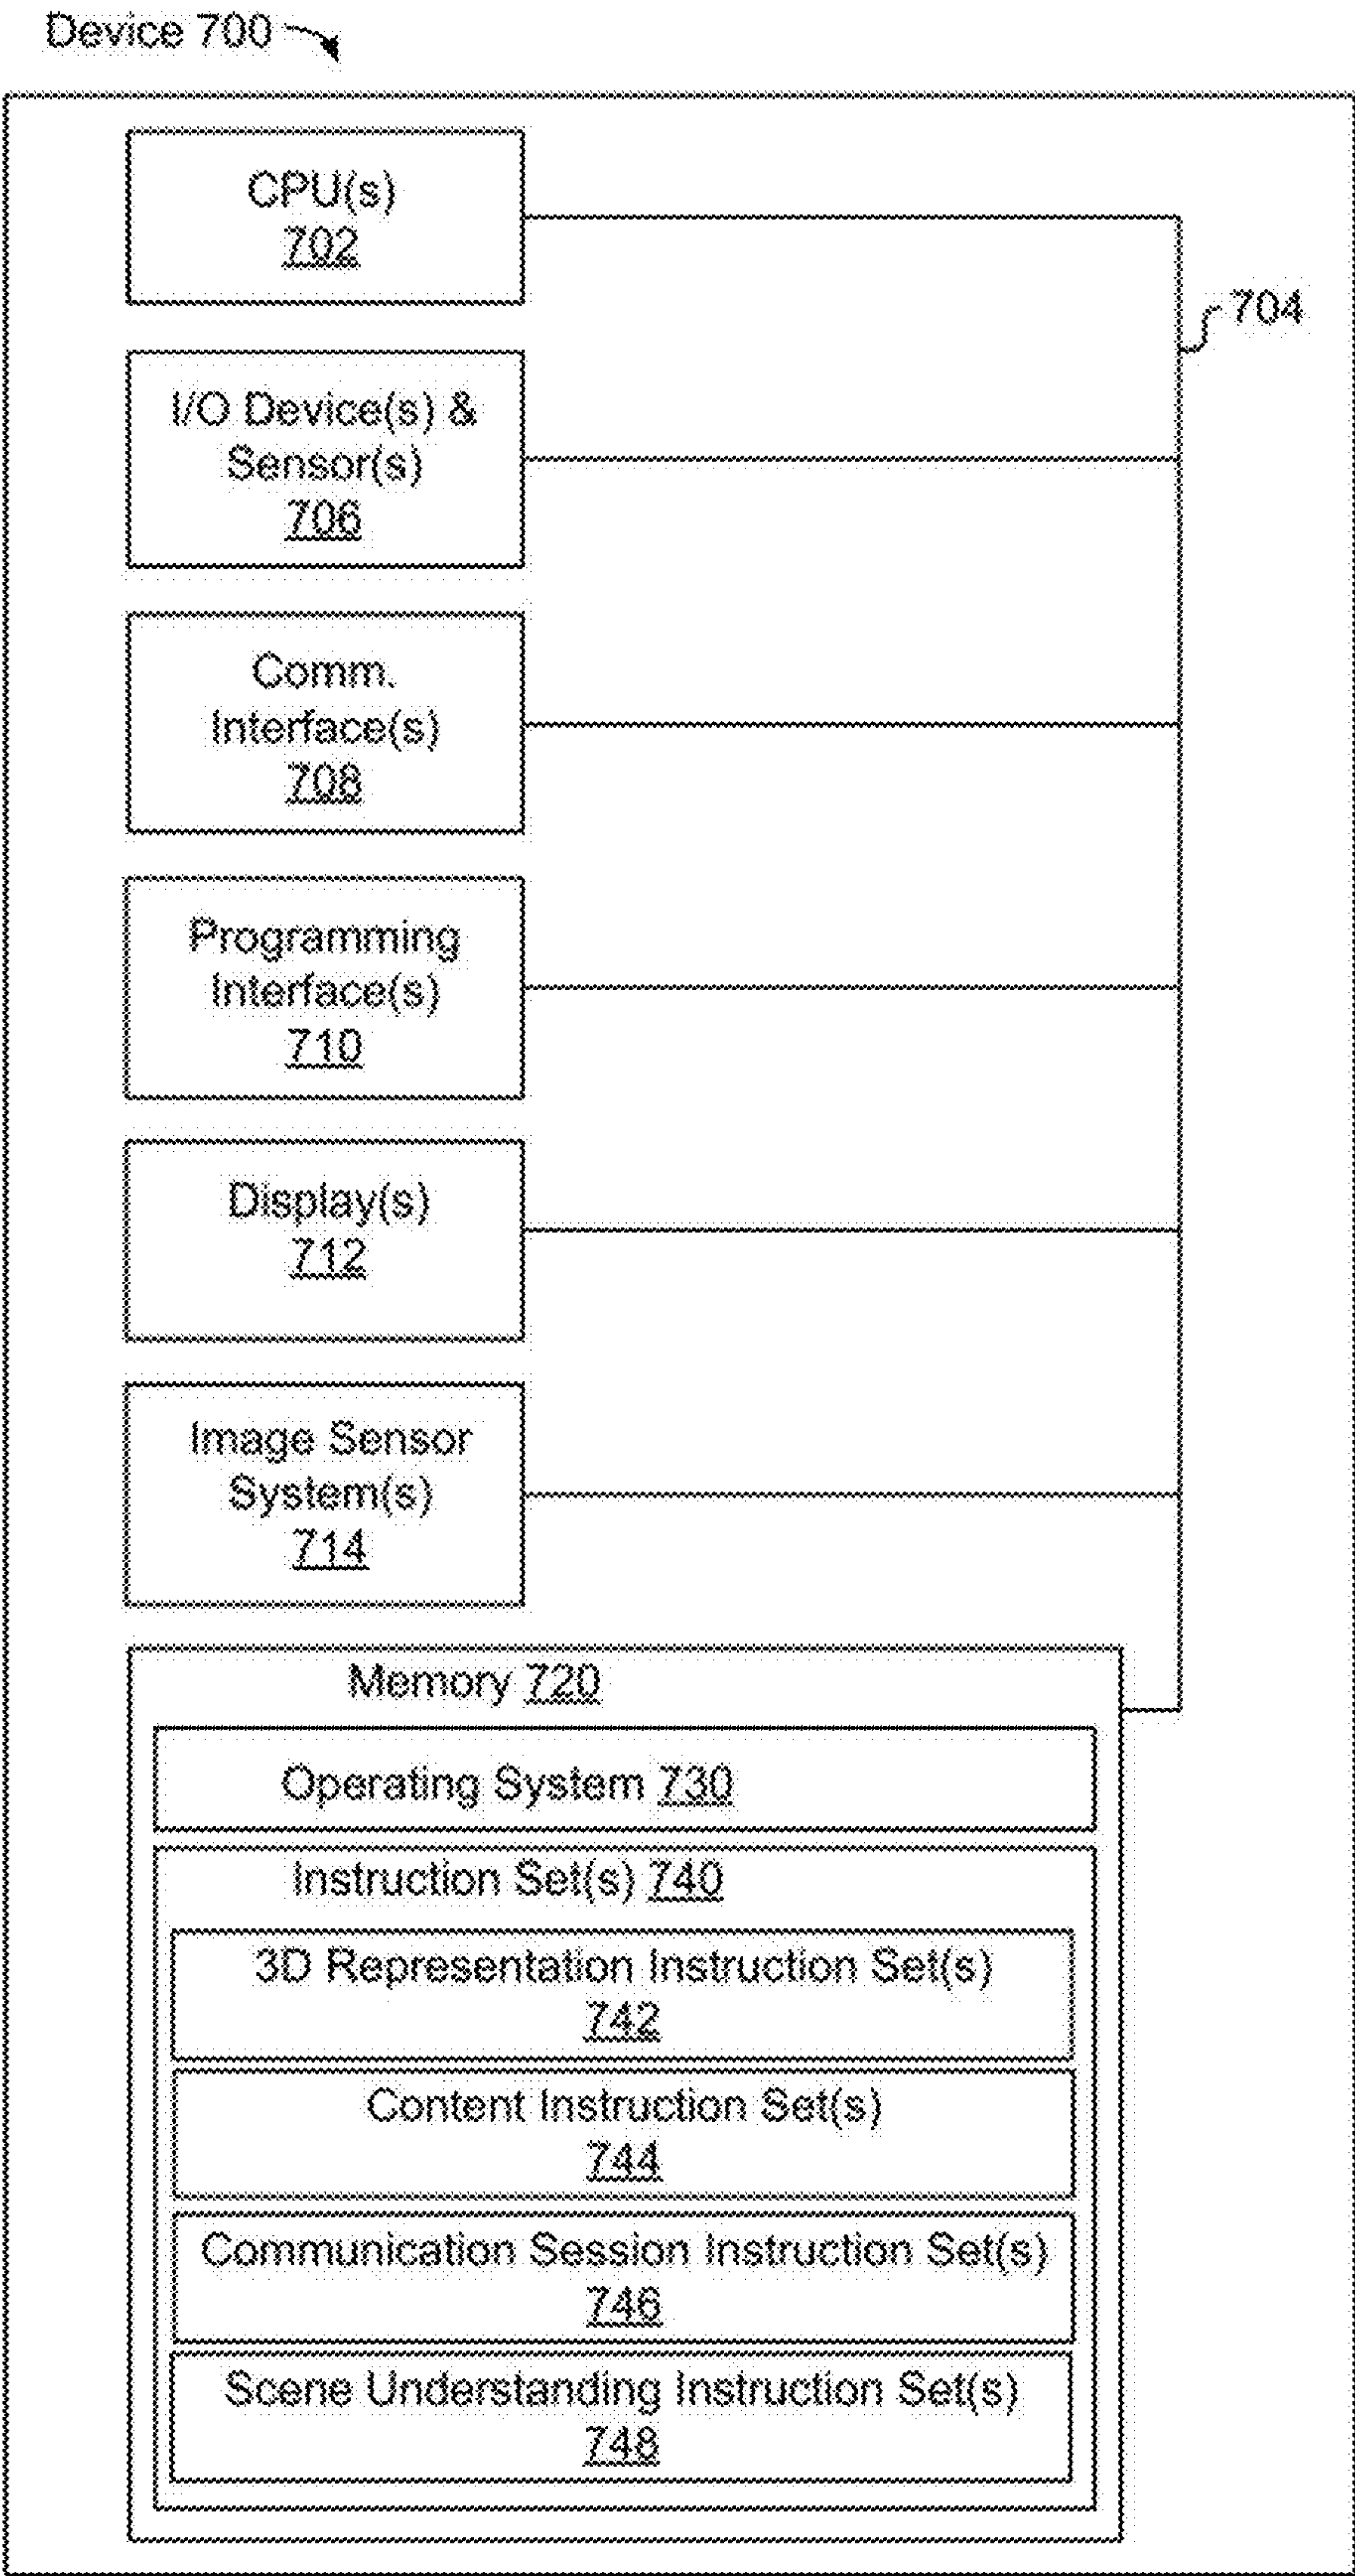 Device 700
CPU(s)
702
704
I/O Device(s) &
Sensor(s)
706
Comm.
Interface(s)
708
Programming
Interface(s)
710
Display(s)
712
Image Sensor
System(s)
714
Memory 720
Operating System 730
Instruction Set(s) 740
3D Representation Instruction Set(s)
742
Content Instruction Set(s)
744
Communication Session Instruction Set(s)
746
Scene Understanding Instruction Set(s)
748